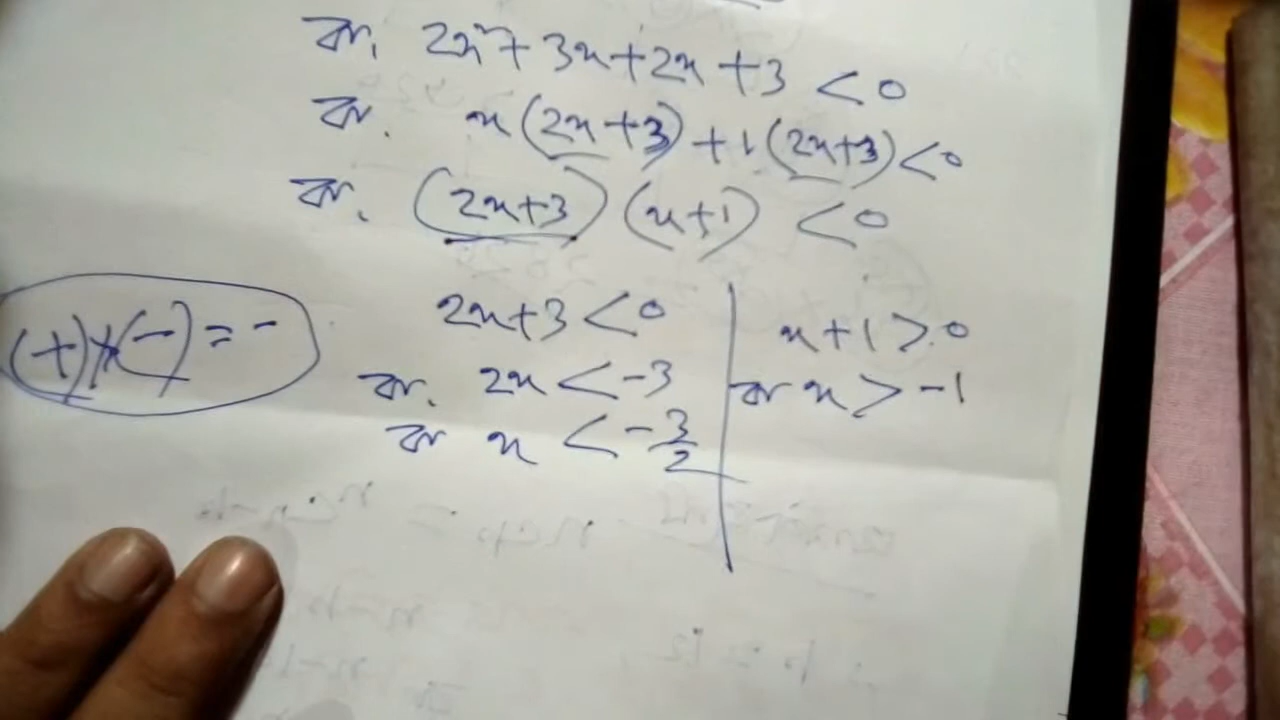 বা, 2x²+ 3x+2x +3 < 0
বা. x(2x+3) +1(2x+3)<0
বা. (2x+3) (x+1) <0
(+)×(-) = -
2x+3 <0
বা. 2x < -3
বা x < -3/2
x+1>0
বা x > -1